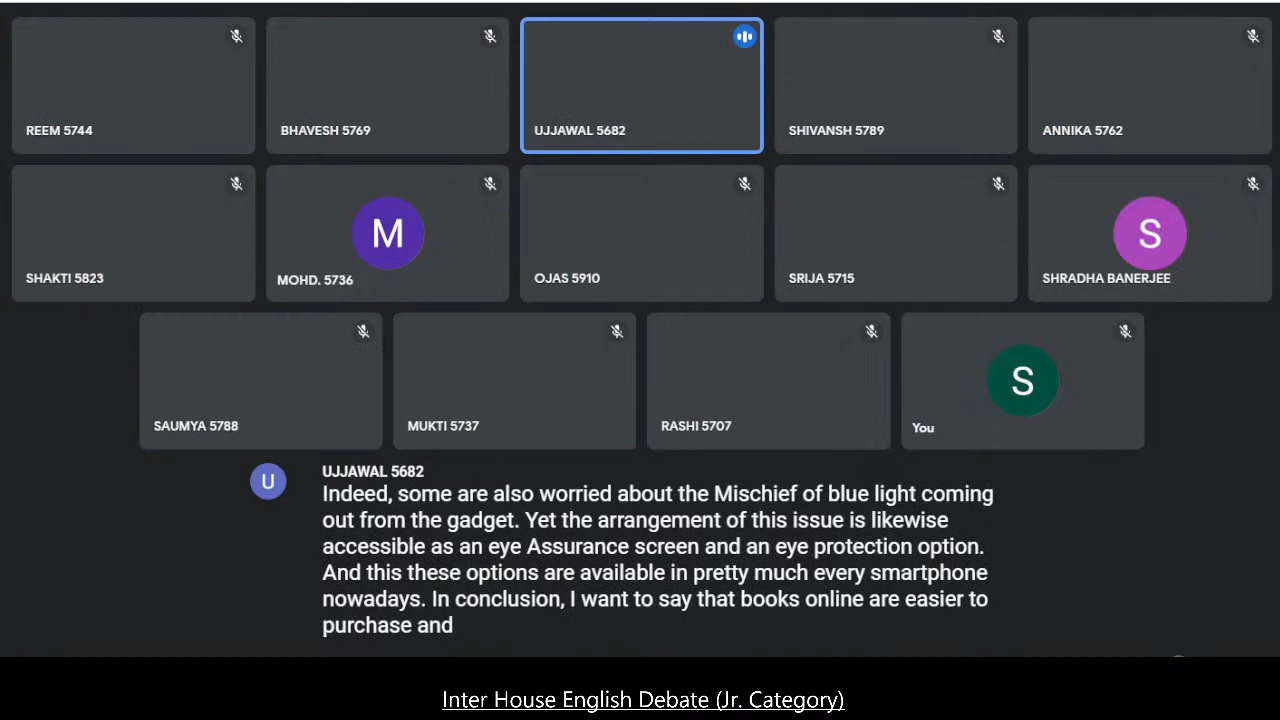 REEM 5744
BHAVESH 5769
UJJAWAL 5682
SHIVANSH 5789
ANNIKA 5762
SHAKTI 5823
M
MOHD. 5736
OJAS 5910
SRIJA 5715
S
SHRADHA BANERJEE
SAUMYA 5788
MUKTI 5737
RASHI 5707
S
You
U
UJJAWAL 5682
Indeed, some are also worried about the Mischief of blue light coming
out from the gadget. Yet the arrangement of this issue is likewise
accessible as an eye Assurance screen and an eye protection option.
And this these options are available in pretty much every smartphone
nowadays. In conclusion, I want to say that books online are easier to
purchase and
Inter House English Debate (Jr. Category)